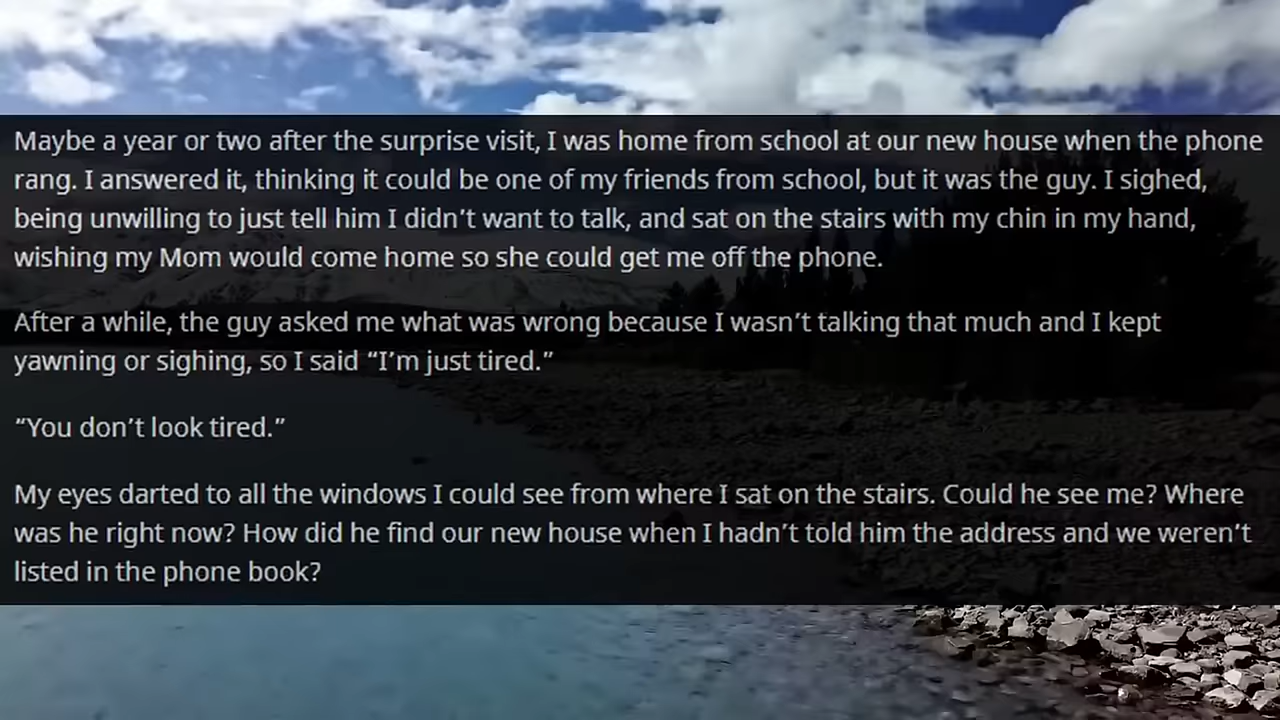 Maybe a year or two after the surprise visit, I was home from school at our new house when the phone
rang. I answered it, thinking it could be one of my friends from school, but it was the guy. I sighed,
being unwilling to just tell him I didn’t want to talk, and sat on the stairs with my chin in my hand,
wishing my Mom would come home so she could get me off the phone.
After a while, the guy asked me what was wrong because I wasn’t talking that much and I kept
yawning or sighing, so I said “I’m just tired.”
“You don’t look tired.”
My eyes darted to all the windows I could see from where I sat on the stairs. Could he see me? Where
was he right now? How did he find our new house when I hadn’t told him the address and we weren’t
listed in the phone book?